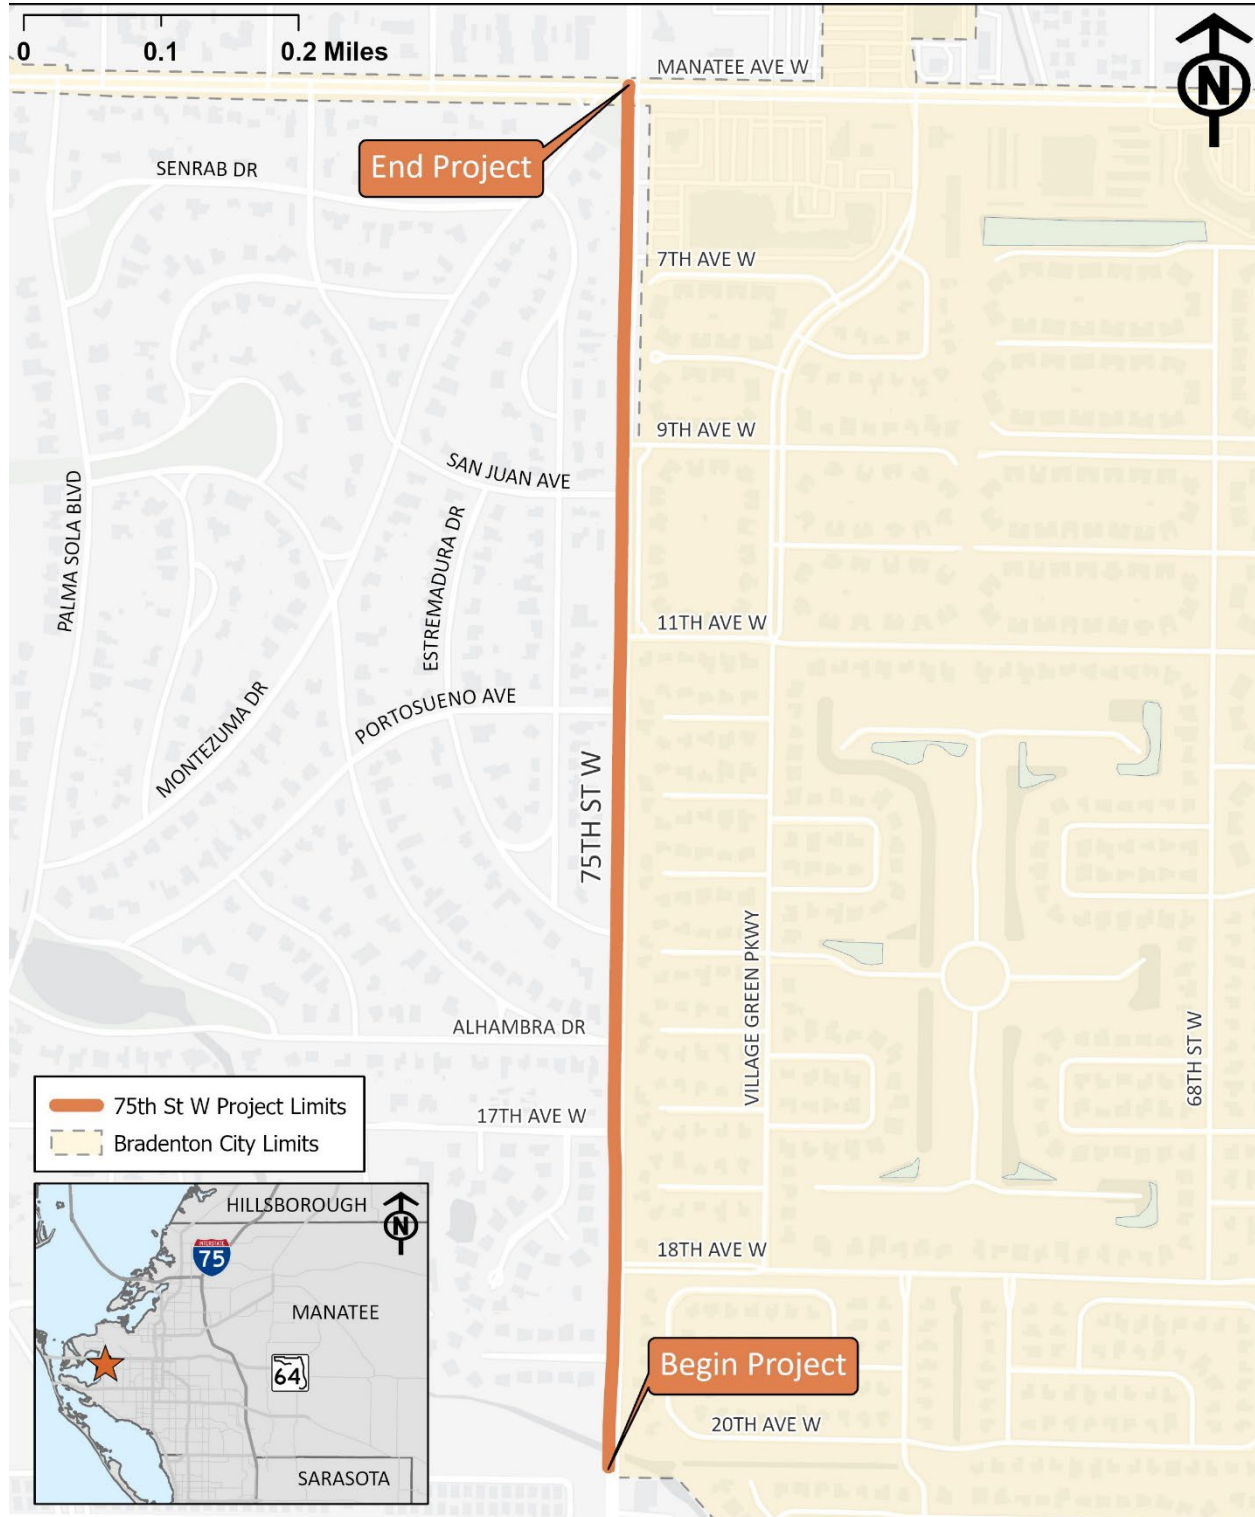 0 0.1 0.2 Miles
MANATEE AVE W
N
End Project
SENRAB DR
7TH AVE W
9TH AVE W
SAN JUAN AVE
PALMA SOLA BLVD
ESTREMADURA DR
11TH AVE W
MONTEZUMA DR
PORTOSUENO AVE
75TH ST W
VILLAGE GREEN PKWY
ALHAMBRA DR
68TH ST W
75th St W Project Limits
Bradenton City Limits
17TH AVE W
18TH AVE W
HILLSBOROUGH
N
INTERSTATE
75
MANATEE
64
SARASOTA
Begin Project
20TH AVE W